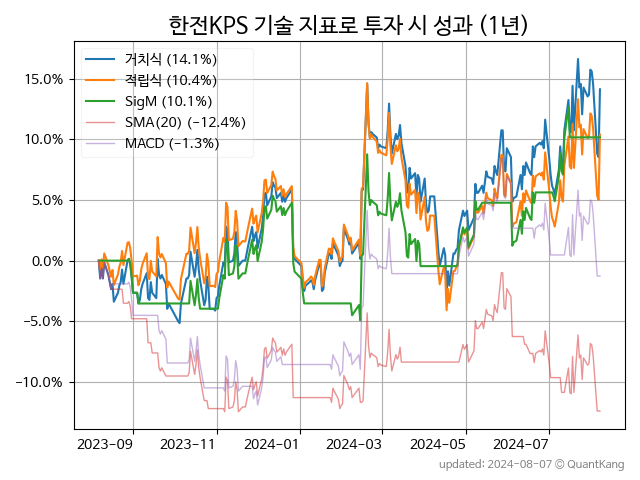 한전KPS 기술 지표로 투자 시 성과 (1년)
거치식 (14.1%)
적립식 (10.4%)
SigM (10.1%)
SMA(20) (−12.4%)
MACD (−1.3%)
15.0%
10.0%
5.0%
0.0%
−5.0%
−10.0%
2023−09 2023−11 2024−01 2024−03 2024−05 2024−07
updated: 2024−08−07 © QuantKang